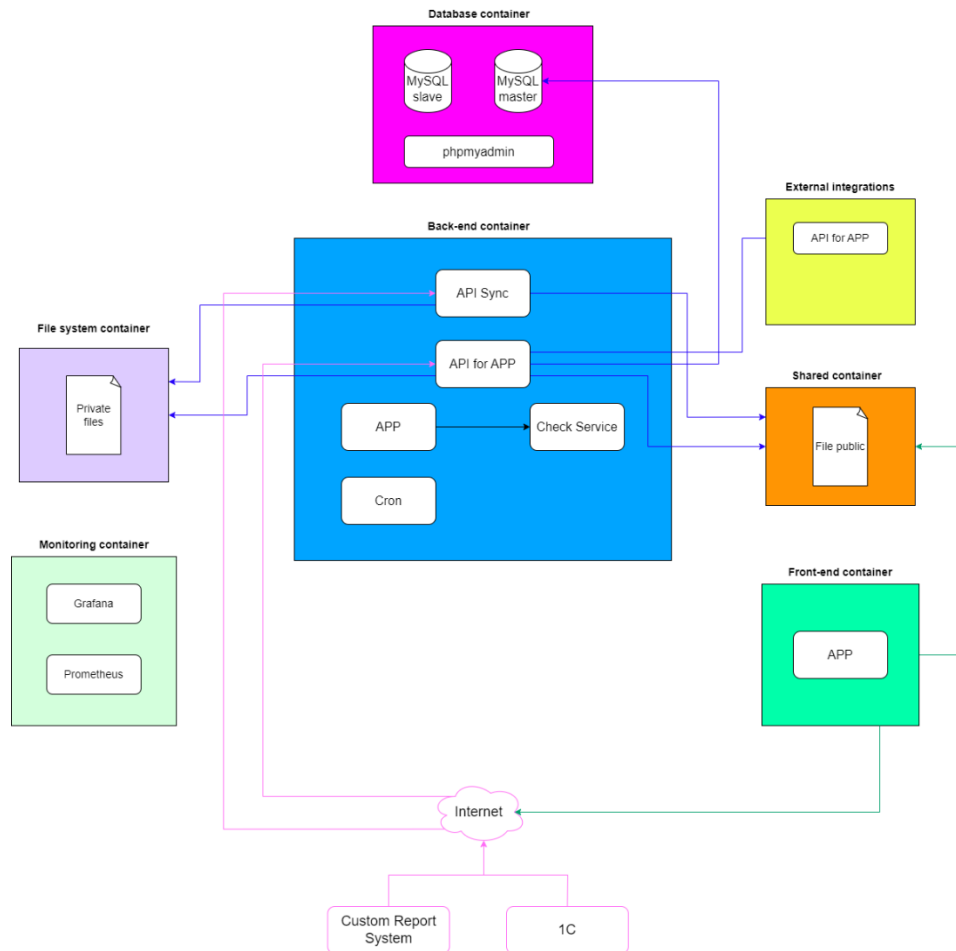 Database container
MySQL
slave
MySQL
master
phpmyadmin
External integrations
API for APP
Back-end container
API Sync
API for APP
APP
Check Service
Cron
File system container
Private
files
Shared container
File public
Monitoring container
Grafana
Prometheus
Front-end container
APP
Internet
Custom Report
System
1C